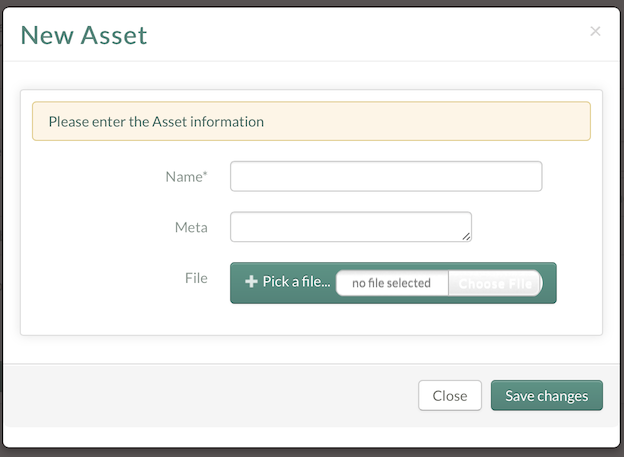 New Asset
×
Please enter the Asset information
Name*
Meta
File
Pick a file... no file selected Choose File
Close Save changes